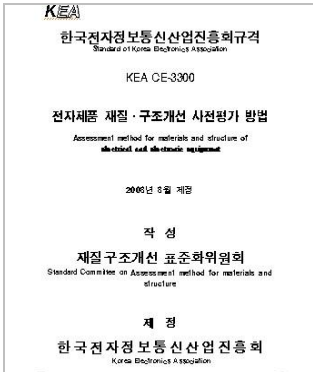 KEA
한국전자정보통신산업진흥회규격
Standard of Korea Electronics Association
KEA CE-3300
전자제품 재질·구조개선 사전평가 방법
Assessment method for materials and structure of
electrical and electronic equipment
2008년 8월 제정
작 성
재질구조개선 표준화위원회
Standard Committee on Assessment method for materials and
structure
제 정
한국전자정보통신산업진흥회
Korea Electronics Association